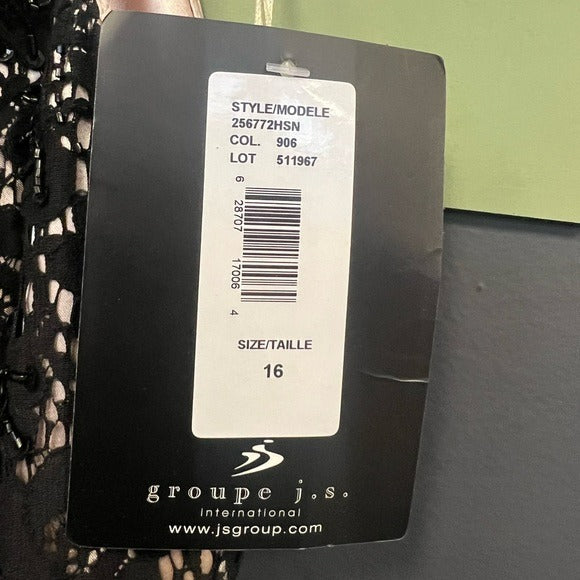 STYLE/MODELE
256772HSN
COL. 906
LOT 511967
6 28707 17006 4
SIZE/TAILLE
16
groupe j.s.
international
www.jsgroup.com